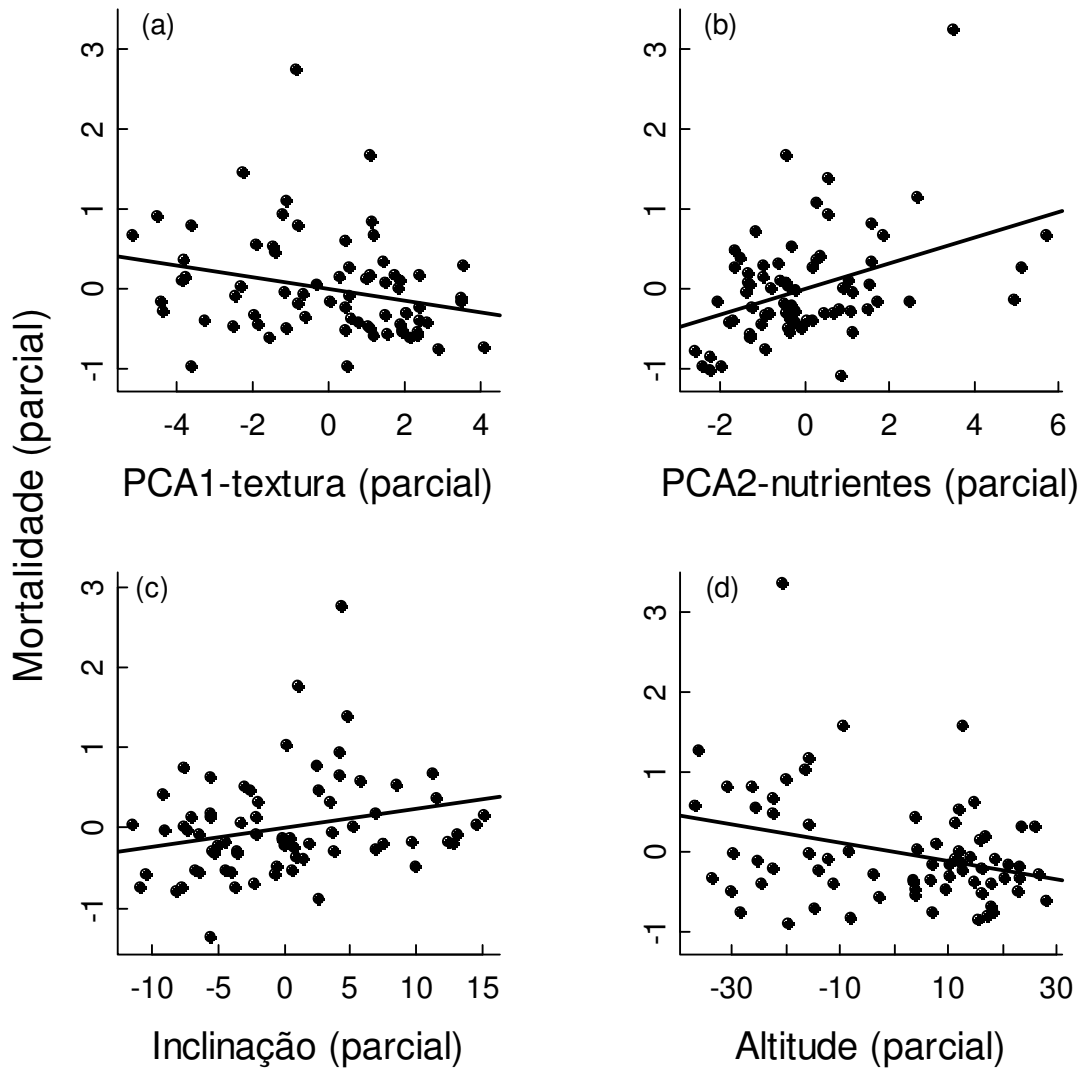 Mortalidade (parcial)
(a)
3
2
1
0
-1
-4 -2 0 2 4
PCA1-textura (parcial)
(b)
3
2
1
0
-1
-2 0 2 4 6
PCA2-nutrientes (parcial)
(c)
3
2
1
0
-1
-10 -5 0 5 10 15
Inclinação (parcial)
(d)
3
2
1
0
-1
-30 -10 10 30
Altitude (parcial)